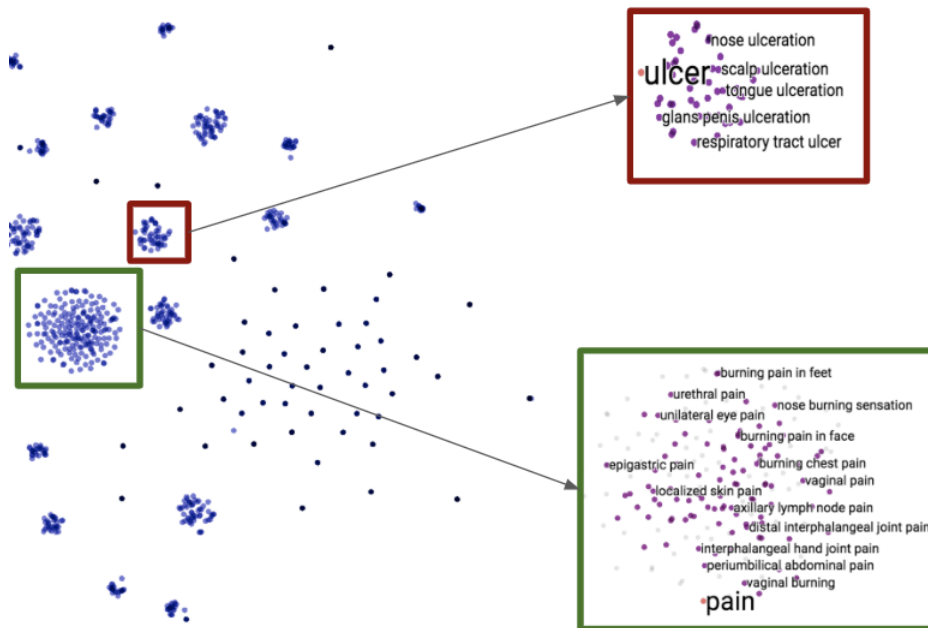 nose ulceration
ulcer
scalp ulceration
tongue ulceration
glans penis ulceration
respiratory tract ulcer
burning pain in feet
urethral pain
nose burning sensation
unilateral eye pain
burning pain in face
epigastric pain
burning chest pain
vaginal pain
localized skin pain
axillary lymph node pain
distal interphalangeal joint pain
interphalangeal hand joint pain
periumbilical abdominal pain
vaginal burning
pain